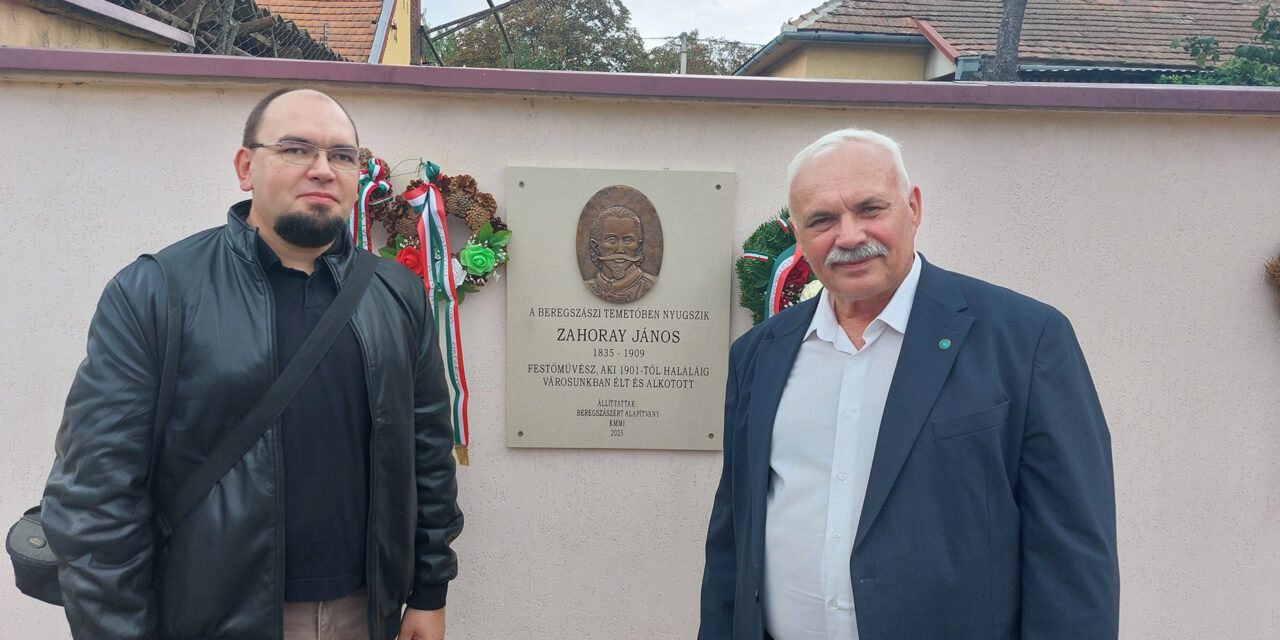 A BEREGSZÁSZI TEMETŐBEN NYUGSZIK
ZAHORAY JÁNOS
1835 - 1909
FESTŐMŰVÉSZ, AKI 1901-TŐL HALÁLÁIG
VÁROSUNKBAN ÉLT ÉS ALKOTOTT
ÁLLÍTTATTÁK:
BEREGSZÁSZÉRT ALAPÍTVÁNY
KMMI
2025